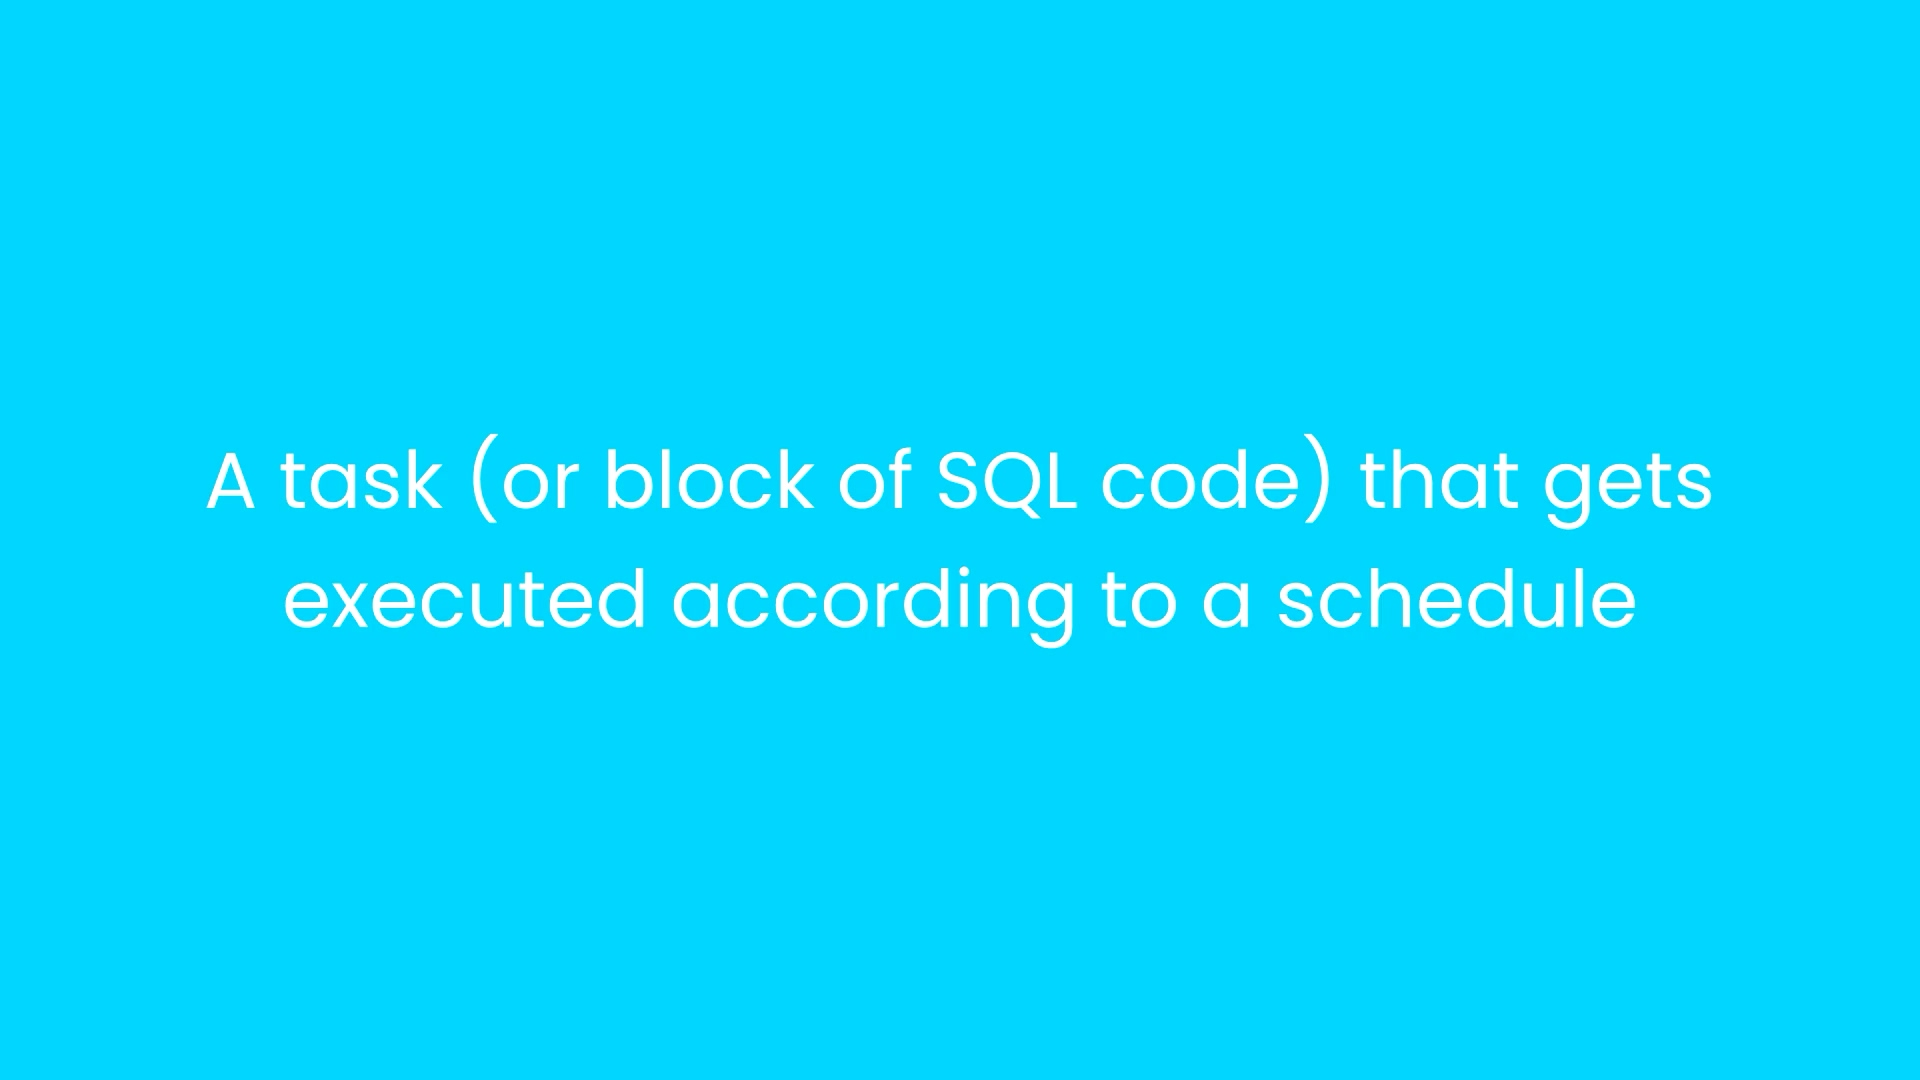 A task (or block of SQL code) that gets
executed according to a schedule